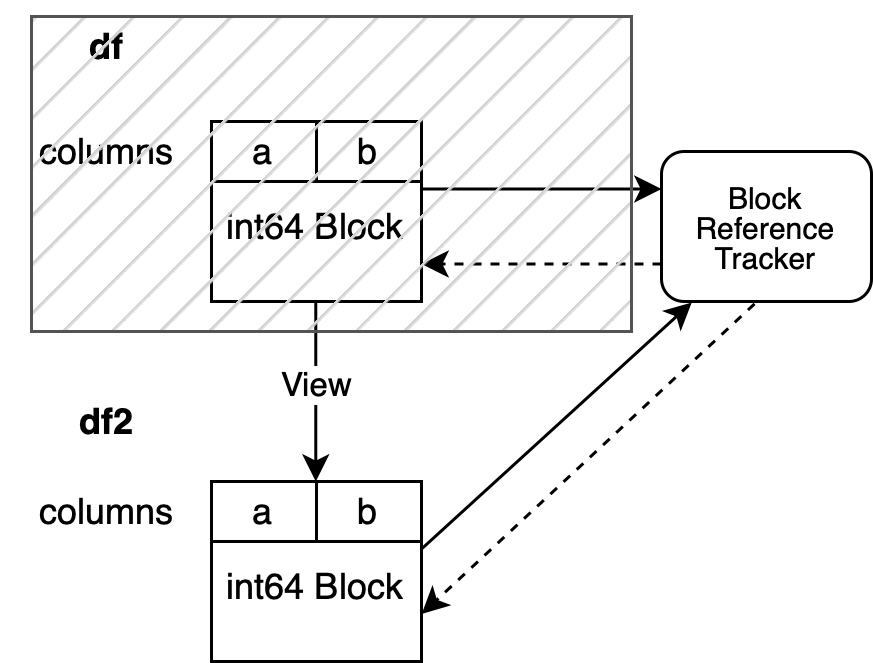 df
columns
a
b
int64 Block
Block
Reference
Tracker
View
df2
columns
a
b
int64 Block